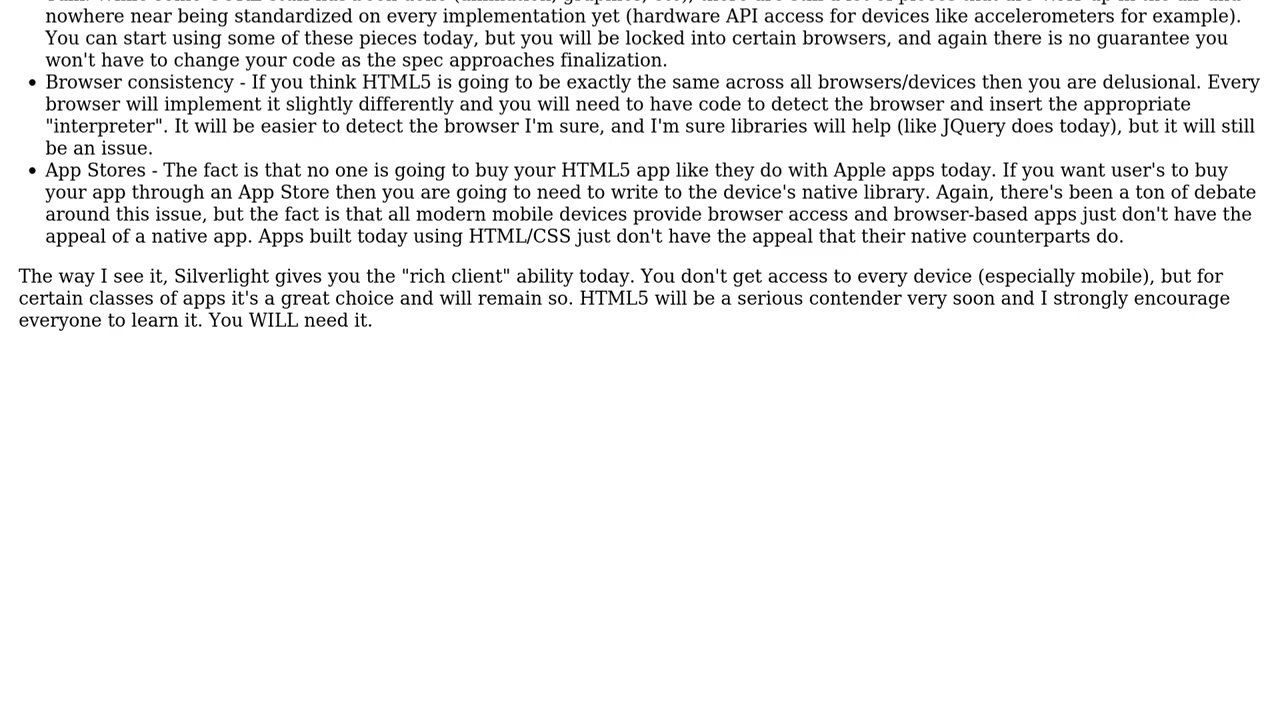 nowhere near being standardized on every implementation yet (hardware API access for devices like accelerometers for example).
You can start using some of these pieces today, but you will be locked into certain browsers, and again there is no guarantee you
won't have to change your code as the spec approaches finalization.
• Browser consistency - If you think HTML5 is going to be exactly the same across all browsers/devices then you are delusional. Every
browser will implement it slightly differently and you will need to have code to detect the browser and insert the appropriate
"interpreter". It will be easier to detect the browser I'm sure, and I'm sure libraries will help (like JQuery does today), but it will still
be an issue.
• App Stores - The fact is that no one is going to buy your HTML5 app like they do with Apple apps today. If you want user's to buy
your app through an App Store then you are going to need to write to the device's native library. Again, there's been a ton of debate
around this issue, but the fact is that all modern mobile devices provide browser access and browser-based apps just don't have the
appeal of a native app. Apps built today using HTML/CSS just don't have the appeal that their native counterparts do.
The way I see it, Silverlight gives you the "rich client" ability today. You don't get access to every device (especially mobile), but for
certain classes of apps it's a great choice and will remain so. HTML5 will be a serious contender very soon and I strongly encourage
everyone to learn it. You WILL need it.